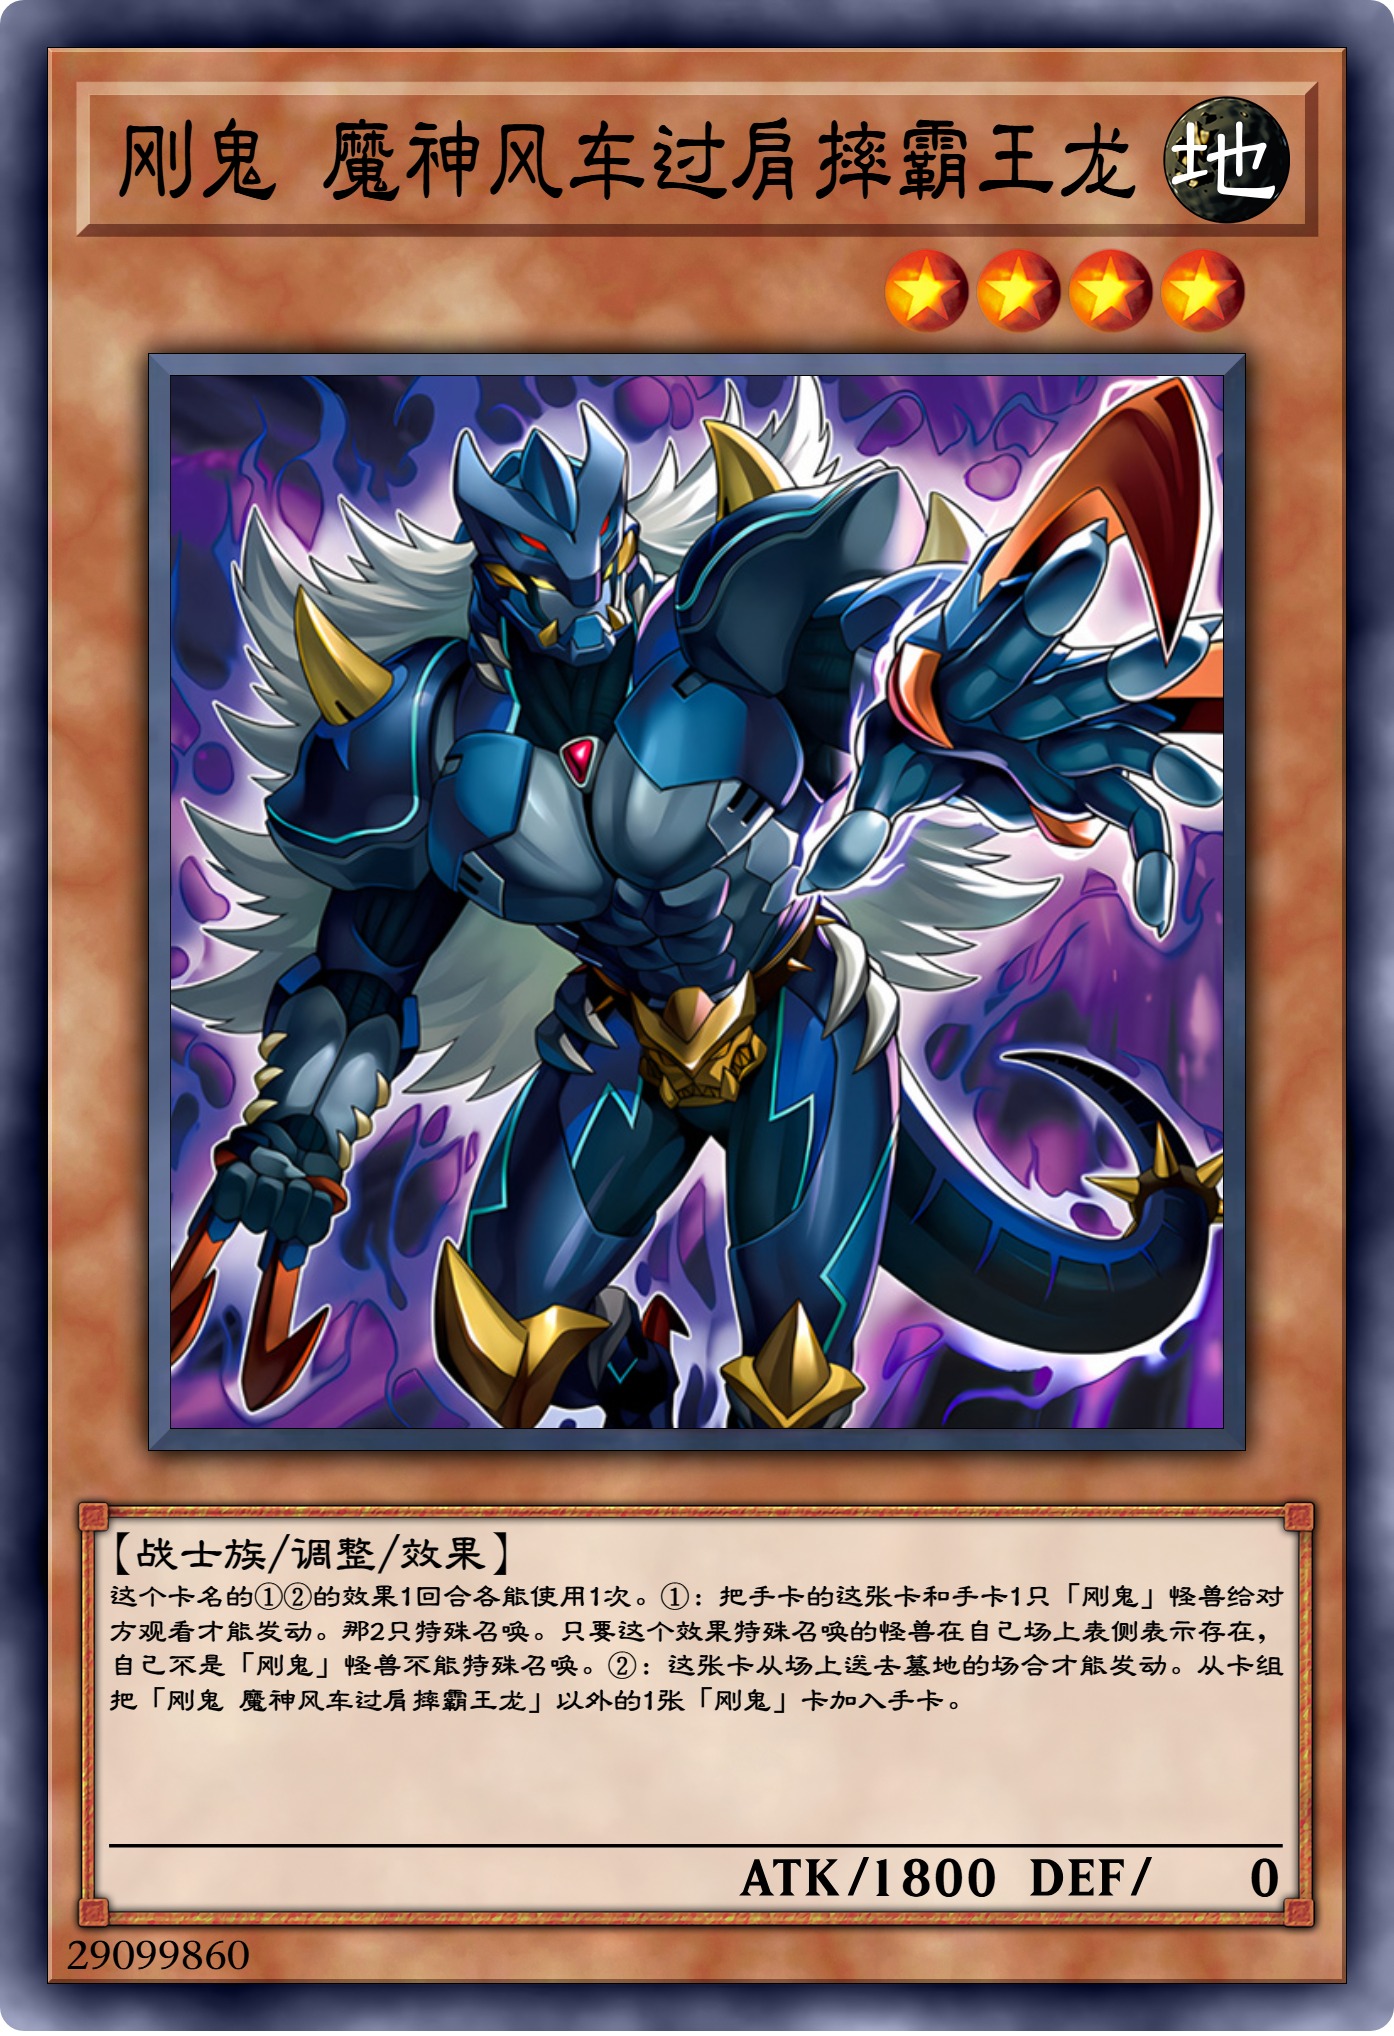 刚鬼 魔神风车过肩摔霸王龙 地
【战士族/调整/效果】
这个卡名的①②的效果1回合各能使用1次。①：把手卡的这张卡和手卡1只「刚鬼」怪兽给对
方观看才能发动。那2只特殊召唤。只要这个效果特殊召唤的怪兽在自己场上表侧表示存在，
自己不是「刚鬼」怪兽不能特殊召唤。②：这张卡从场上送去墓地的场合才能发动。从卡组
把「刚鬼 魔神风车过肩摔霸王龙」以外的1张「刚鬼」卡加入手卡。
ATK/1800 DEF/ 0
29099860